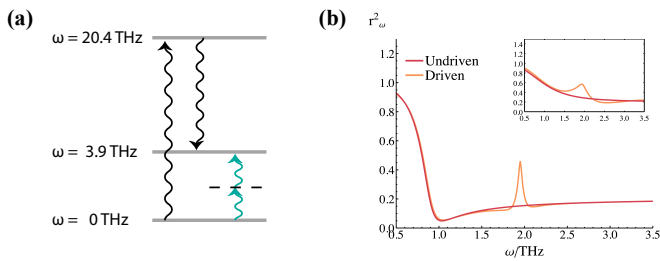 (a)
ω = 20.4 THz
ω = 3.9 THz
ω = 0 THz
(b)
r²ω
1.2
1.0
0.8
0.6
0.4
0.2
0.0
0.5 1.0 1.5 2.0 2.5 3.0 3.5
ω/THz
Undriven
Driven
1.4
1.2
1.0
0.8
0.6
0.4
0.2
0.0
0.5 1.0 1.5 2.0 2.5 3.0 3.5